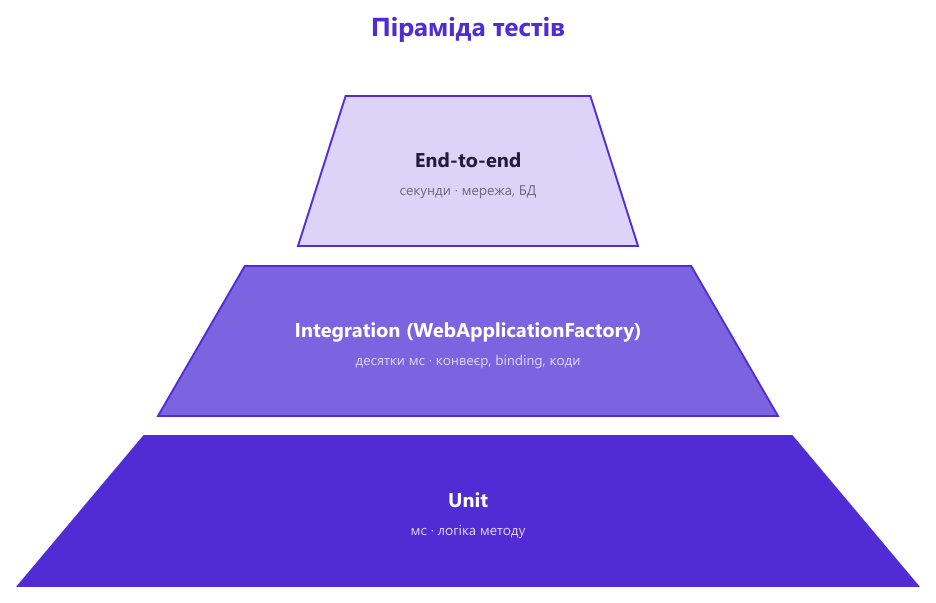 Піраміда тестів
End-to-end
секунди · мережа, БД
Integration (WebApplicationFactory)
десятки мс · конвеєр, binding, коди
Unit
мс · логіка методу